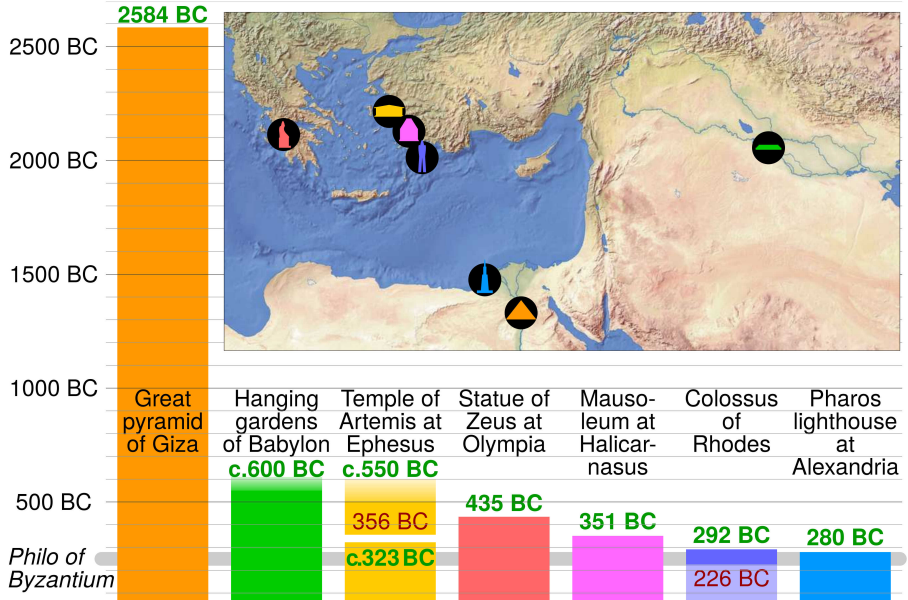 2584 BC
2500 BC
2000 BC
1500 BC
1000 BC
500 BC
Philo of
Byzantium
Great
pyramid
of Giza
Hanging
gardens
of Babylon
c.600 BC
Temple of
Artemis at
Ephesus
c.550 BC
356 BC
c.323 BC
Statue of
Zeus at
Olympia
435 BC
Mauso-
leum at
Halicar-
nasus
351 BC
Colossus
of
Rhodes
292 BC
226 BC
Pharos
lighthouse
at
Alexandria
280 BC